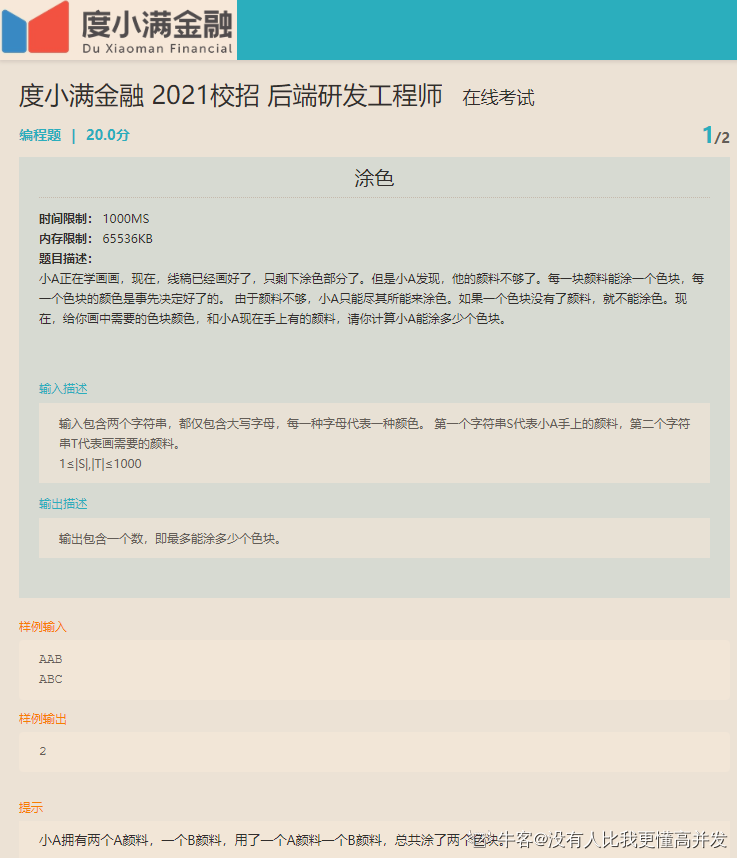 度小满金融
Du Xiaoman Financial
度小满金融 2021校招 后端研发工程师 在线考试
编程题 | 20.0分 1/2
涂色
时间限制: 1000MS
内存限制: 65536KB
题目描述:
小A正在学画画，现在，线稿已经画好了，只剩下涂色部分了。但是小A发现，他的颜料不够了。每一块颜料能涂一个色块，每
一个色块的颜色是事先决定好了的。 由于颜料不够，小A只能尽其所能来涂色。如果一个色块没有了颜料，就不能涂色。现
在，给你画中需要的色块颜色，和小A现在手上有的颜料，请你计算小A能涂多少个色块。
输入描述
输入包含两个字符串，都仅包含大写字母，每一种字母代表一种颜色。 第一个字符串S代表小A手上的颜料，第二个字符
串T代表画需要的颜料。
1≤|S|,|T|≤1000
输出描述
输出包含一个数，即最多能涂多少个色块。
样例输入
AAB
ABC
样例输出
2
提示
小A拥有两个A颜料，一个B颜料，用了一个A颜料一个B颜料，总共涂了两个色块。
牛客@没有人比我更懂高并发